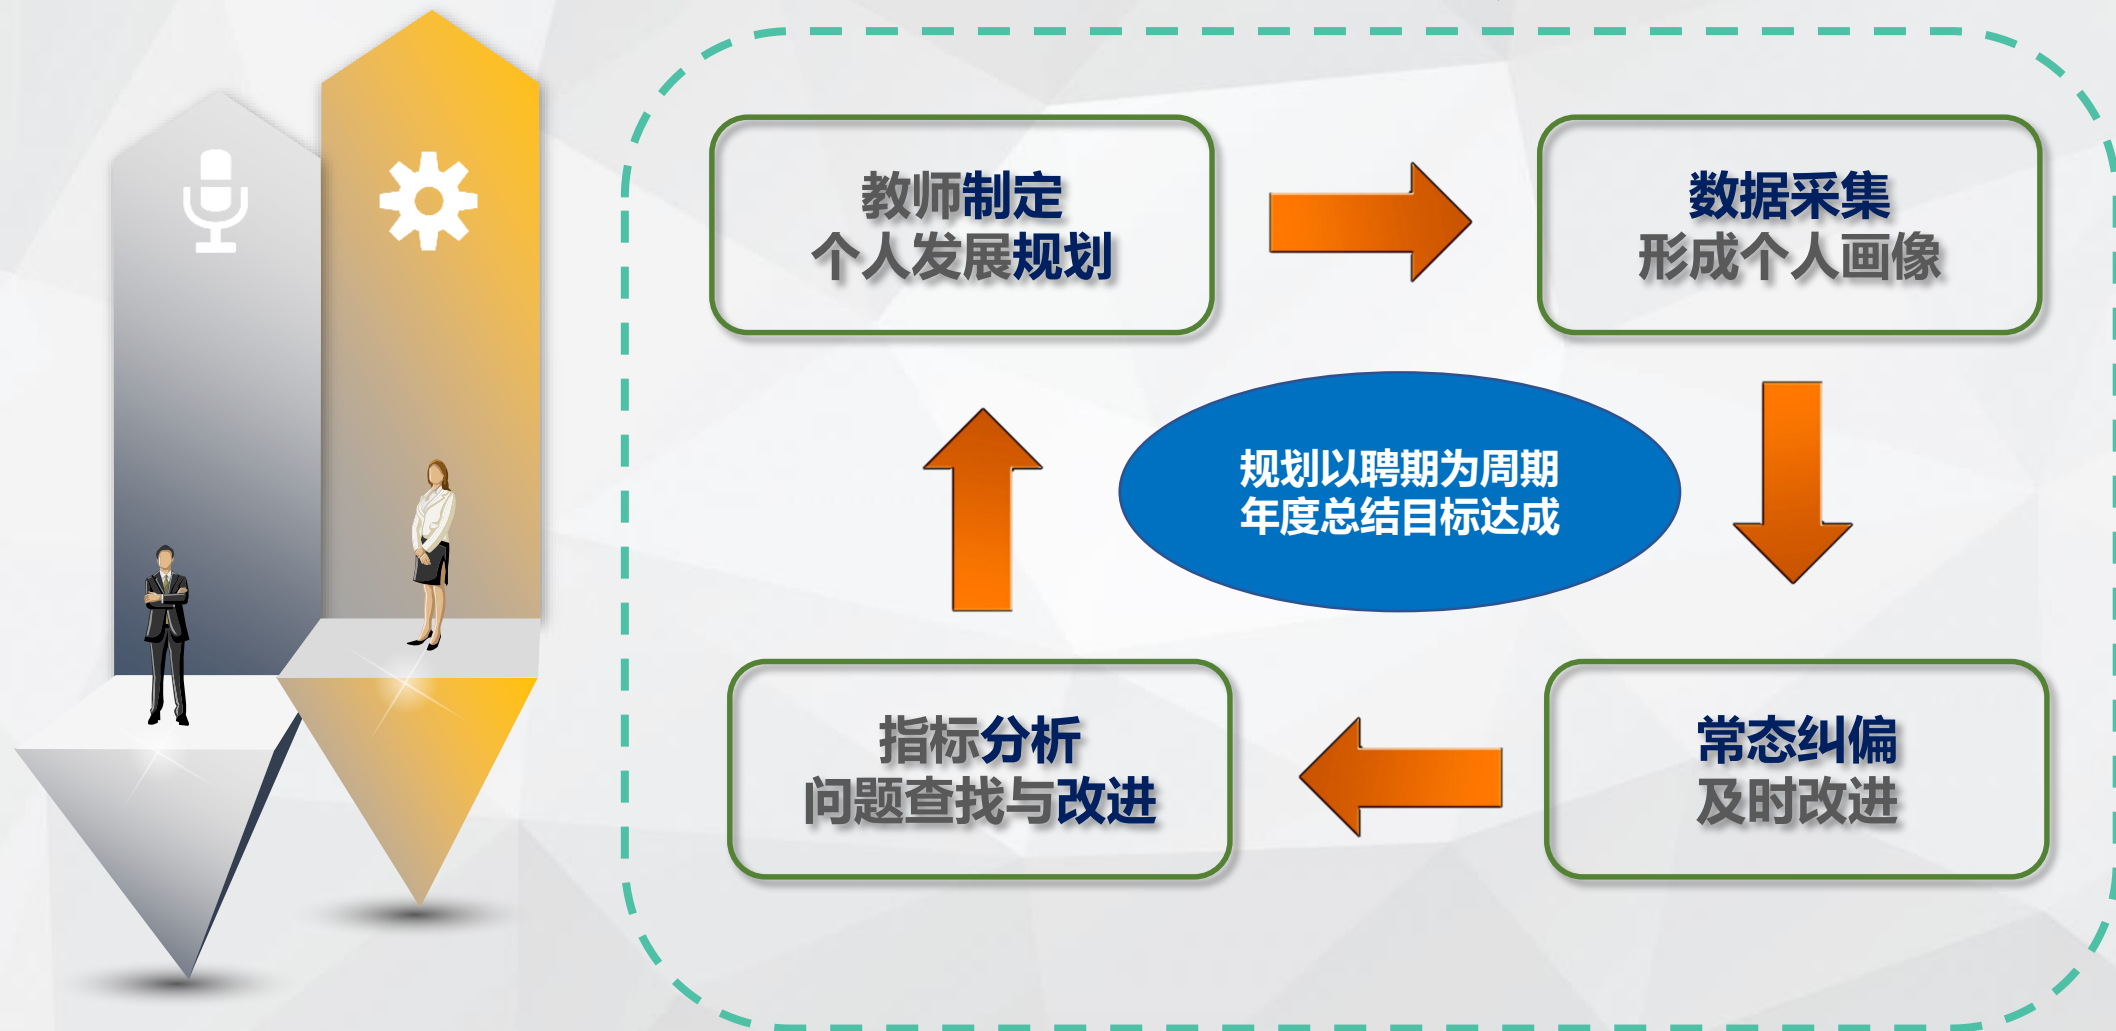 教师制定
个人发展规划
数据采集
形成个人画像
规划以聘期为周期
年度总结目标达成
指标分析
问题查找与改进
常态纠偏
及时改进